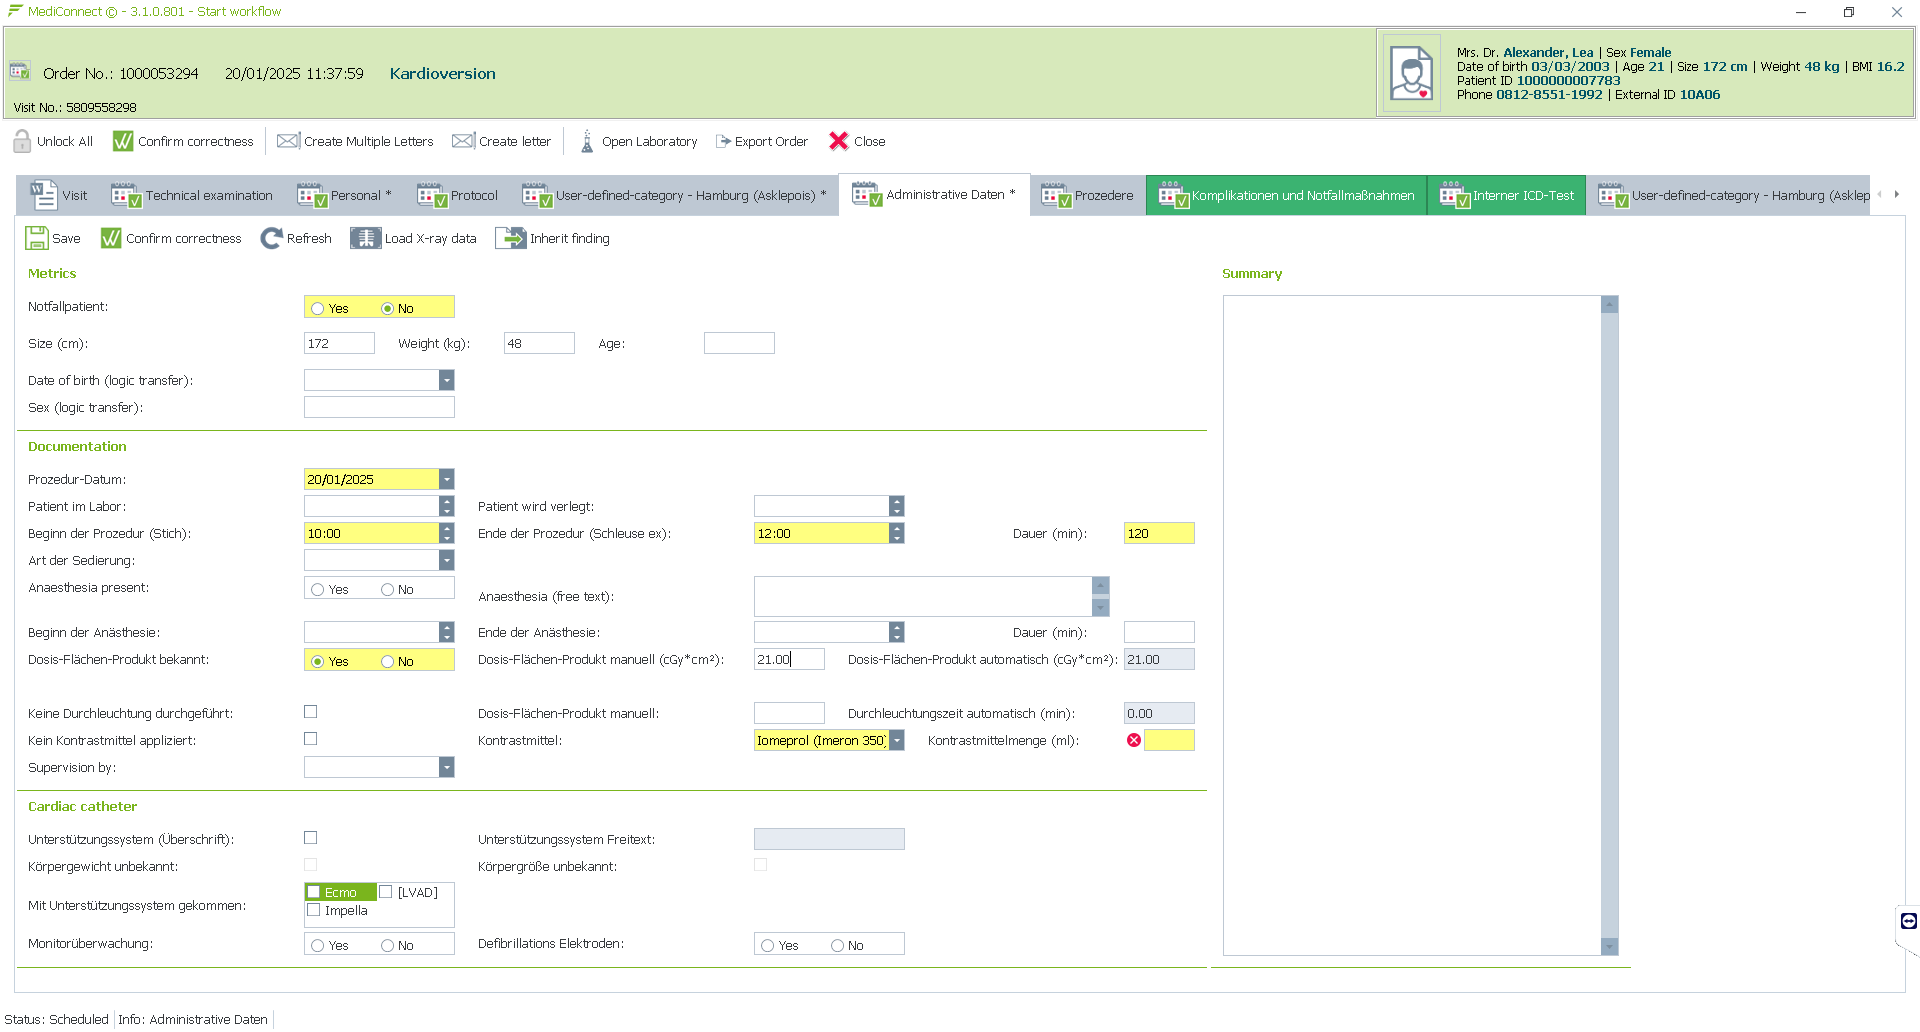 MediConnect © - 3.1.0.801 - Start workflow
Order No.: 1000053294 20/01/2025 11:37:59 Kardioversion
Visit No.: 5809558298
Mrs. Dr. Alexander, Lea | Sex Female
Date of birth 03/03/2003 | Age 21 | Size 172 cm | Weight 48 kg | BMI 16.2
Patient ID 1000000007783
Phone 0812-8551-1992 | External ID 10A06
Unlock All Confirm correctness Create Multiple Letters Create letter Open Laboratory Export Order Close
Visit Technical examination Personal * Protocol User-defined-category - Hamburg (Asklepois) * Administrative Daten * Prozedere Komplikationen und Notfallmaßnahmen Interner ICD-Test User-defined-category - Hamburg (Asklep
Save Confirm correctness Refresh Load X-ray data Inherit finding
Metrics
Notfallpatient: Yes No
Size (cm): 172 Weight (kg): 48 Age:
Date of birth (logic transfer):
Sex (logic transfer):
Documentation
Prozedur-Datum: 20/01/2025
Patient im Labor: Patient wird verlegt:
Beginn der Prozedur (Stich): 10:00 Ende der Prozedur (Schleuse ex): 12:00 Dauer (min): 120
Art der Sedierung:
Anaesthesia present: Yes No Anaesthesia (free text):
Beginn der Anästhesie: Ende der Anästhesie: Dauer (min):
Dosis-Flächen-Produkt bekannt: Yes No Dosis-Flächen-Produkt manuell (cGy*cm²): 21.00 Dosis-Flächen-Produkt automatisch (cGy*cm²): 21.00
Keine Durchleuchtung durchgeführt: Dosis-Flächen-Produkt manuell: Durchleuchtungszeit automatisch (min): 0.00
Kein Kontrastmittel appliziert: Kontrastmittel: Iomeprol (Imeron 350) Kontrastmittelmenge (ml):
Supervision by:
Cardiac catheter
Unterstützungssystem (Überschrift): Unterstützungssystem Freitext:
Körpergewicht unbekannt: Körpergröße unbekannt:
Mit Unterstützungssystem gekommen: Ecmo [LVAD]
Impella
Monitorüberwachung: Yes No Defibrillations Elektroden: Yes No
Summary
Status: Scheduled Info: Administrative Daten